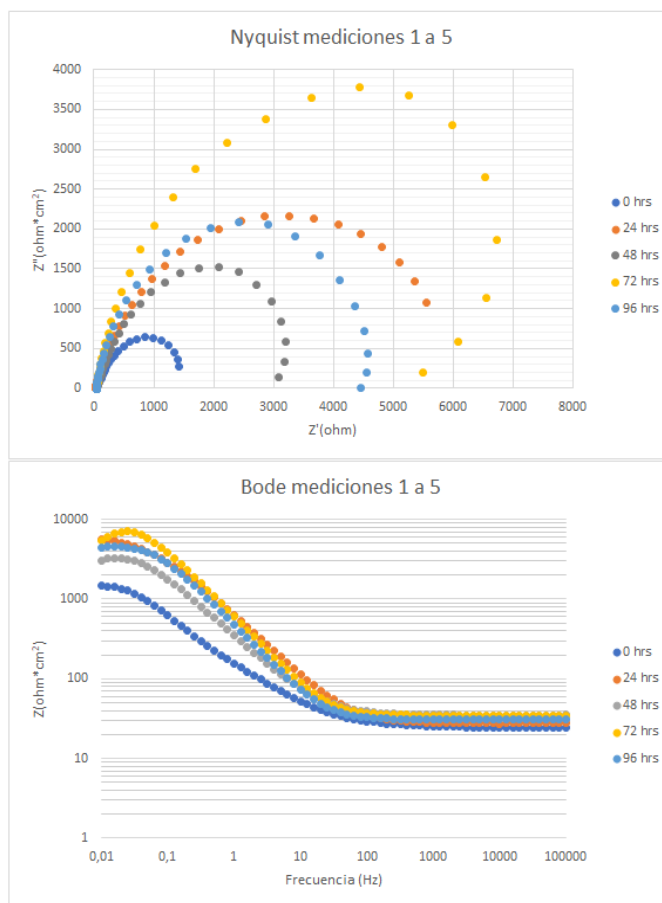 Nyquist mediciones 1 a 5
4000
3500
3000
2500
2000
1500
1000
500
0
Z"(ohm*cm²)
0 1000 2000 3000 4000 5000 6000 7000 8000
Z'(ohm)
0 hrs
24 hrs
48 hrs
72 hrs
96 hrs
Bode mediciones 1 a 5
10000
1000
100
10
1
Z(ohm*cm²)
0,01 0,1 1 10 100 1000 10000 100000
Frecuencia (Hz)
0 hrs
24 hrs
48 hrs
72 hrs
96 hrs